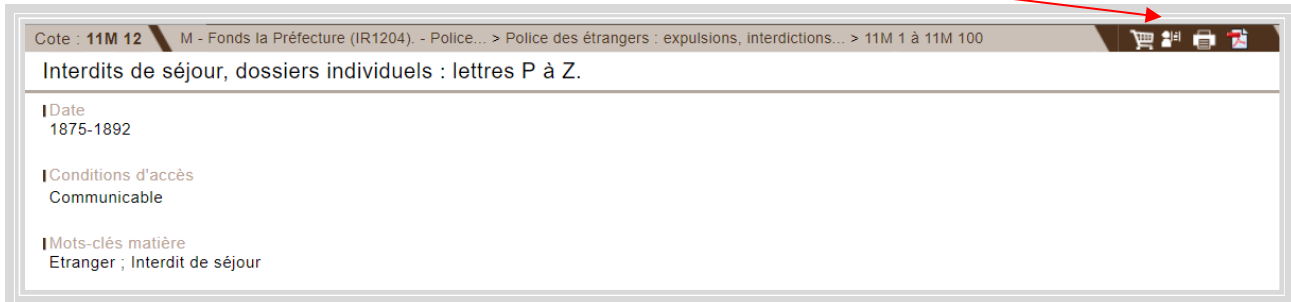 Cote : 11M 12 M - Fonds la Préfecture (IR1204). - Police... > Police des étrangers : expulsions, interdictions... > 11M 1 à 11M 100
Interdits de séjour, dossiers individuels : lettres P à Z.
Date
1875-1892
Conditions d'accès
Communicable
Mots-clés matière
Etranger ; Interdit de séjour